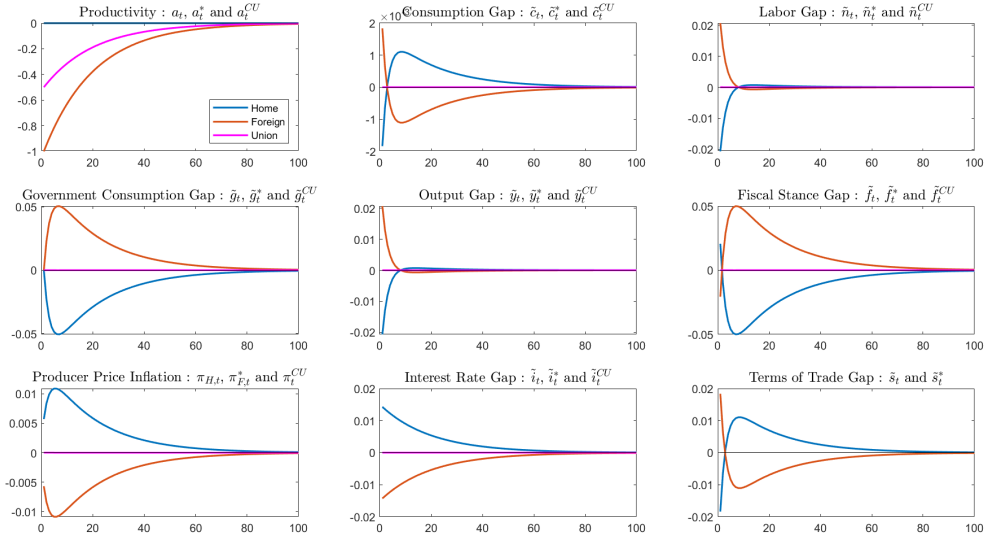 Productivity : a_t, a_t^* and a_t^{CU}
0
-0.2
-0.4
-0.6
-0.8
-1
0 20 40 60 80 100
Home
Foreign
Union
Consumption Gap : c̃_t, c̃_t^* and c̃_t^{CU}
2
1
0
-1
-2
0 20 40 60 80 100
Labor Gap : ñ_t, ñ_t^* and ñ_t^{CU}
0.02
0.01
0
-0.01
-0.02
0 20 40 60 80 100
Government Consumption Gap : g̃_t, g̃_t^* and g̃_t^{CU}
0.05
0
-0.05
0 20 40 60 80 100
Output Gap : ỹ_t, ỹ_t^* and ỹ_t^{CU}
0.02
0.01
0
-0.01
-0.02
0 20 40 60 80 100
Fiscal Stance Gap : f̃_t, f̃_t^* and f̃_t^{CU}
0.05
0
-0.05
0 20 40 60 80 100
Producer Price Inflation : π_{H,t}, π_{F,t}^* and π_t^{CU}
0.01
0.005
0
-0.005
-0.01
0 20 40 60 80 100
Interest Rate Gap : ĩ_t, ĩ_t^* and ĩ_t^{CU}
0.02
0.01
0
-0.01
-0.02
0 20 40 60 80 100
Terms of Trade Gap : s̃_t and s̃_t^*
0.02
0.01
0
-0.01
-0.02
0 20 40 60 80 100